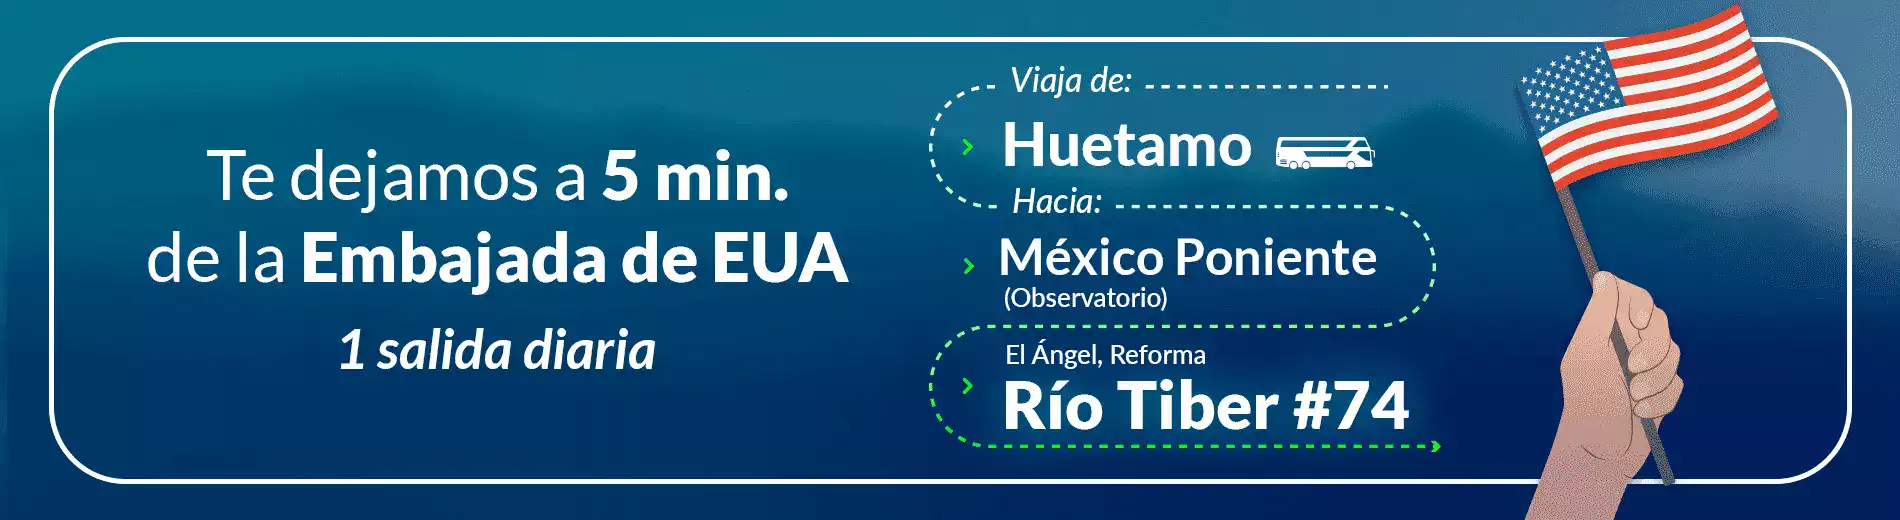 Te dejamos a 5 min.
de la Embajada de EUA
1 salida diaria
Viaja de:
Huetamo
Hacia:
México Poniente
(Observatorio)
El Ángel, Reforma
Río Tiber #74